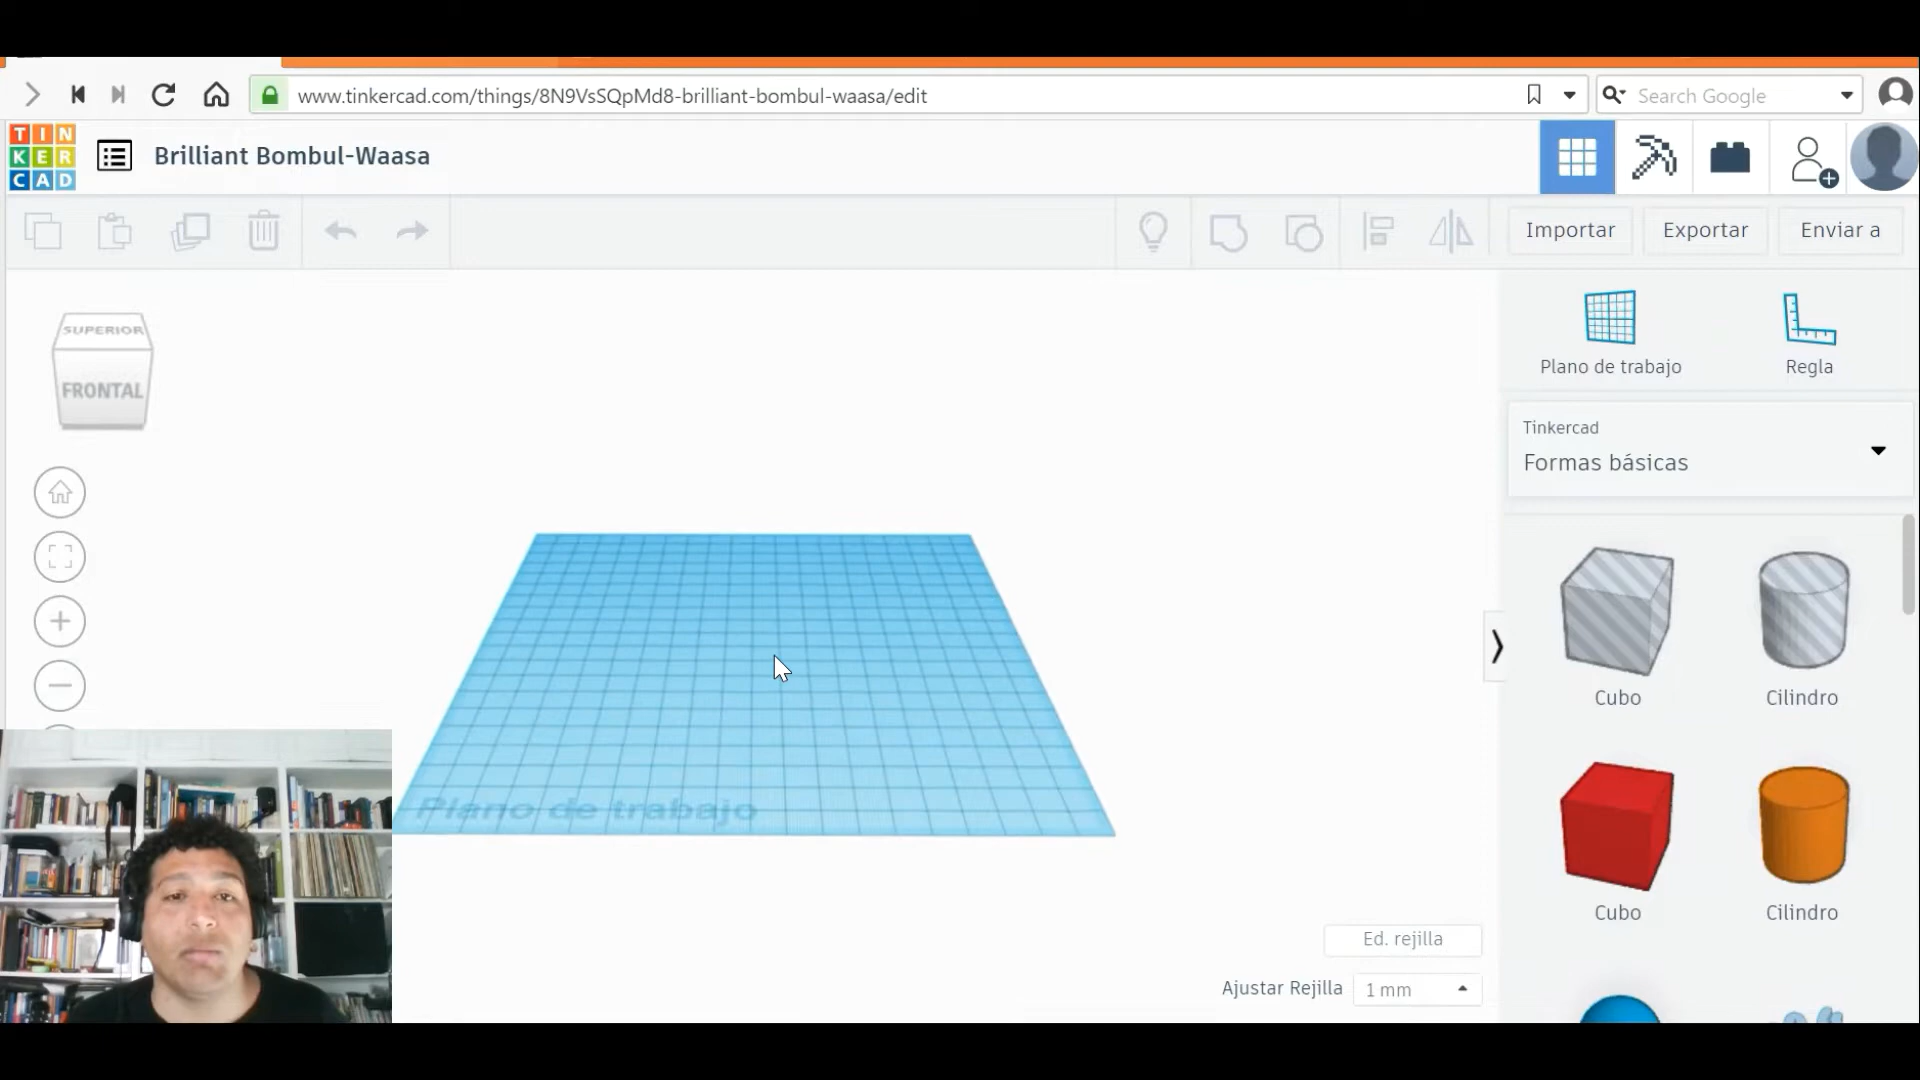 www.tinkercad.com/things/8N9VsSQpMd8-brilliant-bombul-waasa/edit
Search Google
TIN
KER
CAD
Brilliant Bombul-Waasa
Importar
Exportar
Enviar a
SUPERIOR
FRONTAL
Plano de trabajo
Regla
Tinkercad
Formas básicas
Cubo
Cilindro
Plano de trabajo
Cubo
Cilindro
Ed. rejilla
Ajustar Rejilla
1 mm